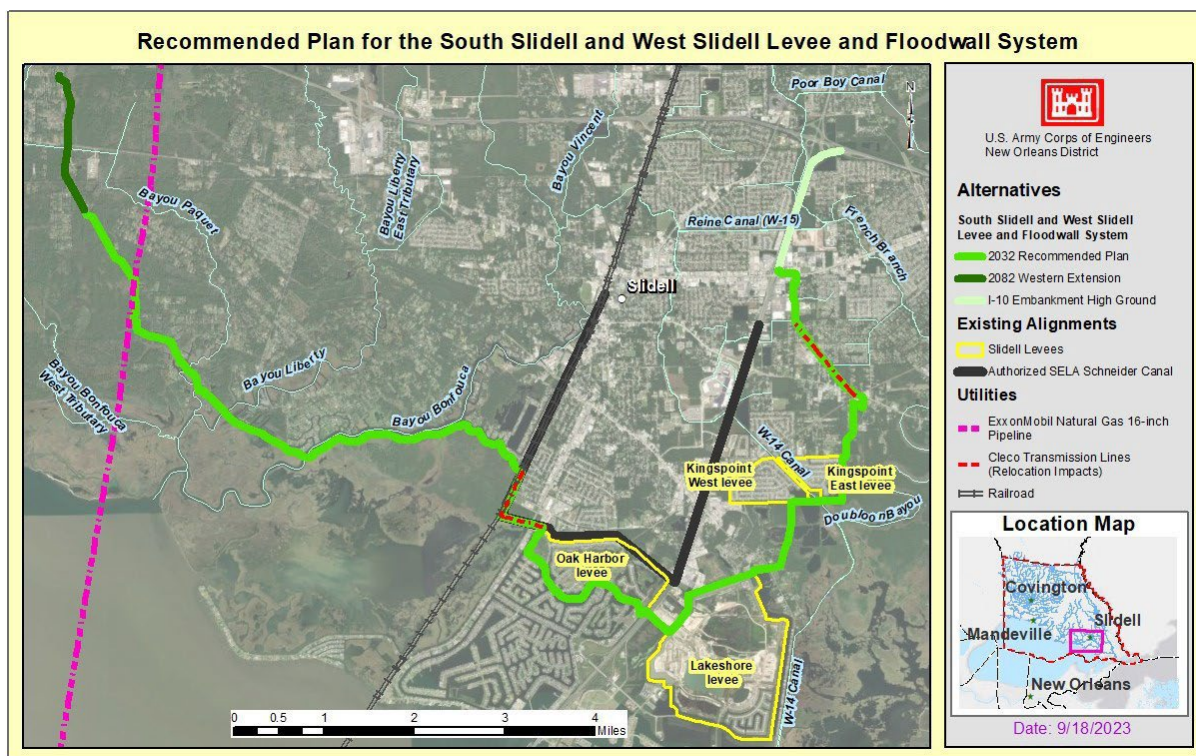 Recommended Plan for the South Slidell and West Slidell Levee and Floodwall System
Poor Boy Canal
N
Bayou Vincent
Bayou Paquet
Bayou Liberty
East Tributary
Reine Canal (W-15)
French Branch
Slidell
Bayou Liberty
Bayou Bonfouca
West Tributary
Bayou Bonfouca
W-14 Canal
Kingspoint
West levee
Kingspoint
East levee
Doubloon Bayou
Oak Harbor
levee
Lakeshore
levee
W-14 Canal
0 0.5 1 2 3 4
Miles
U.S. Army Corps of Engineers
New Orleans District
Alternatives
South Slidell and West Slidell
Levee and Floodwall System
2032 Recommended Plan
2082 Western Extension
I-10 Embankment High Ground
Existing Alignments
Slidell Levees
Authorized SELA Schneider Canal
Utilities
ExxonMobil Natural Gas 16-inch
Pipeline
Cleco Transmission Lines
(Relocation Impacts)
Railroad
Location Map
Covington
Slidell
Mandeville
New Orleans
Date: 9/18/2023